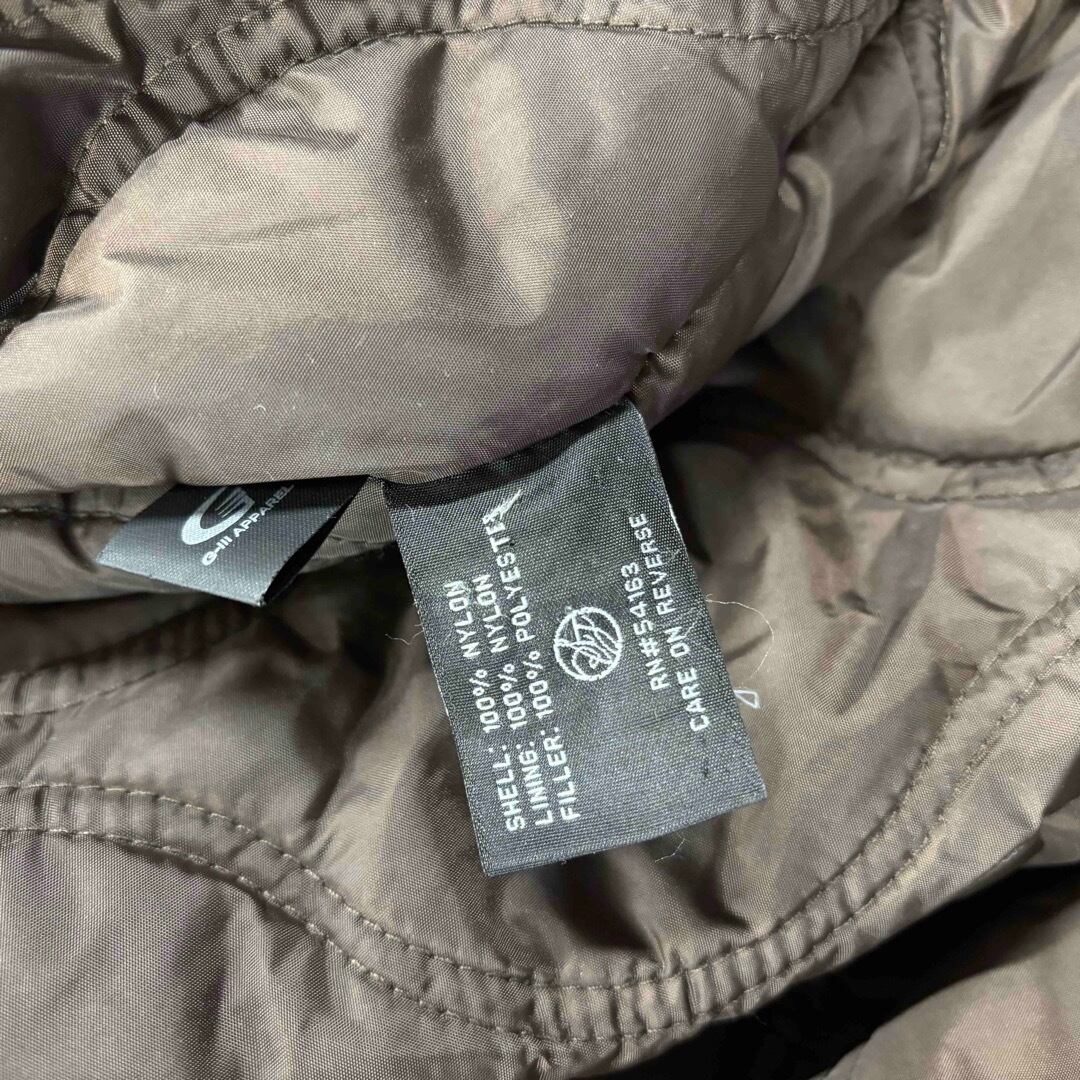 G-III APPAREL
SHELL: 100% NYLON
LINING: 100% NYLON
FILLER: 100% POLYESTER
RN#54163
CARE ON REVERSE